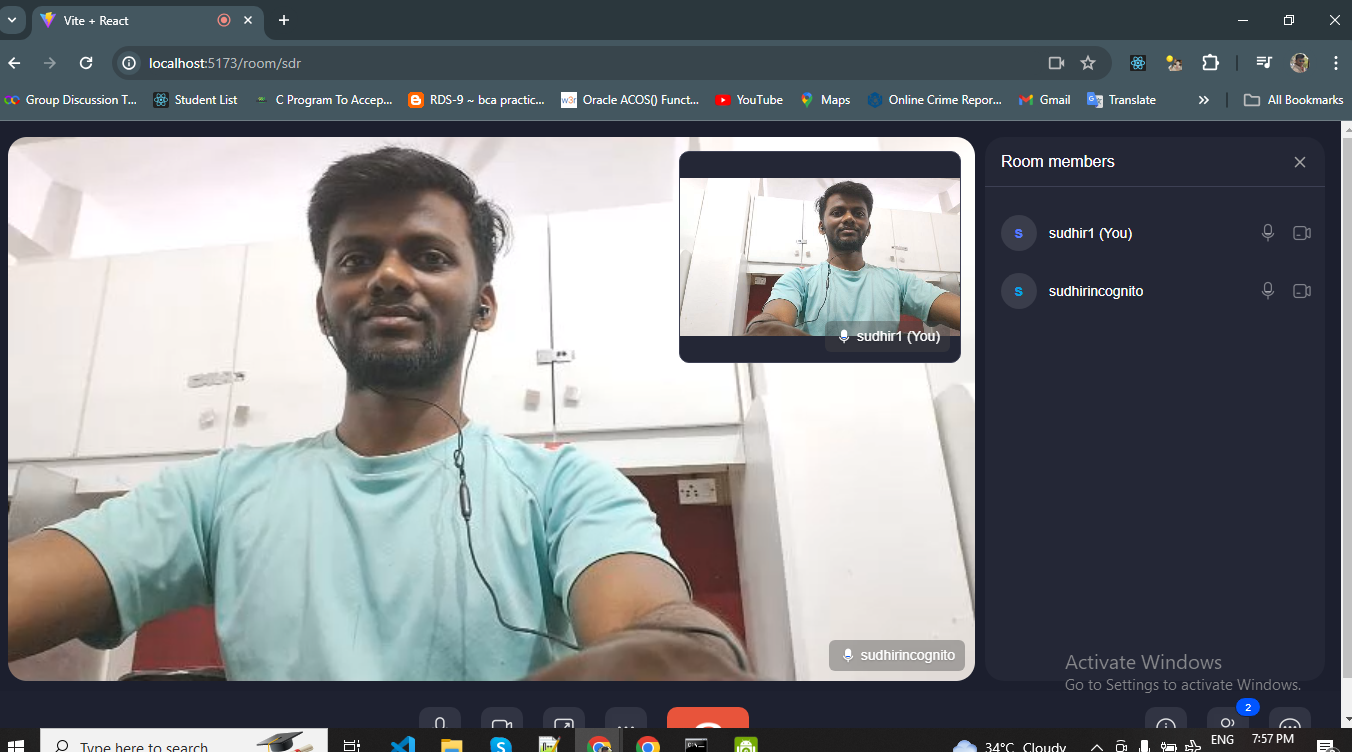 Vite + React
localhost:5173/room/sdr
Group Discussion T... Student List C Program To Accep... RDS-9 ~ bca practic... w3r Oracle ACOS() Funct... YouTube Maps Online Crime Repor... Gmail Translate All Bookmarks
Room members
S sudhir1 (You)
S sudhirincognito
sudhir1 (You)
sudhirincognito
Activate Windows
Go to Settings to activate Windows.
2
Type here to search
34°C Cloudy
ENG
7:57 PM